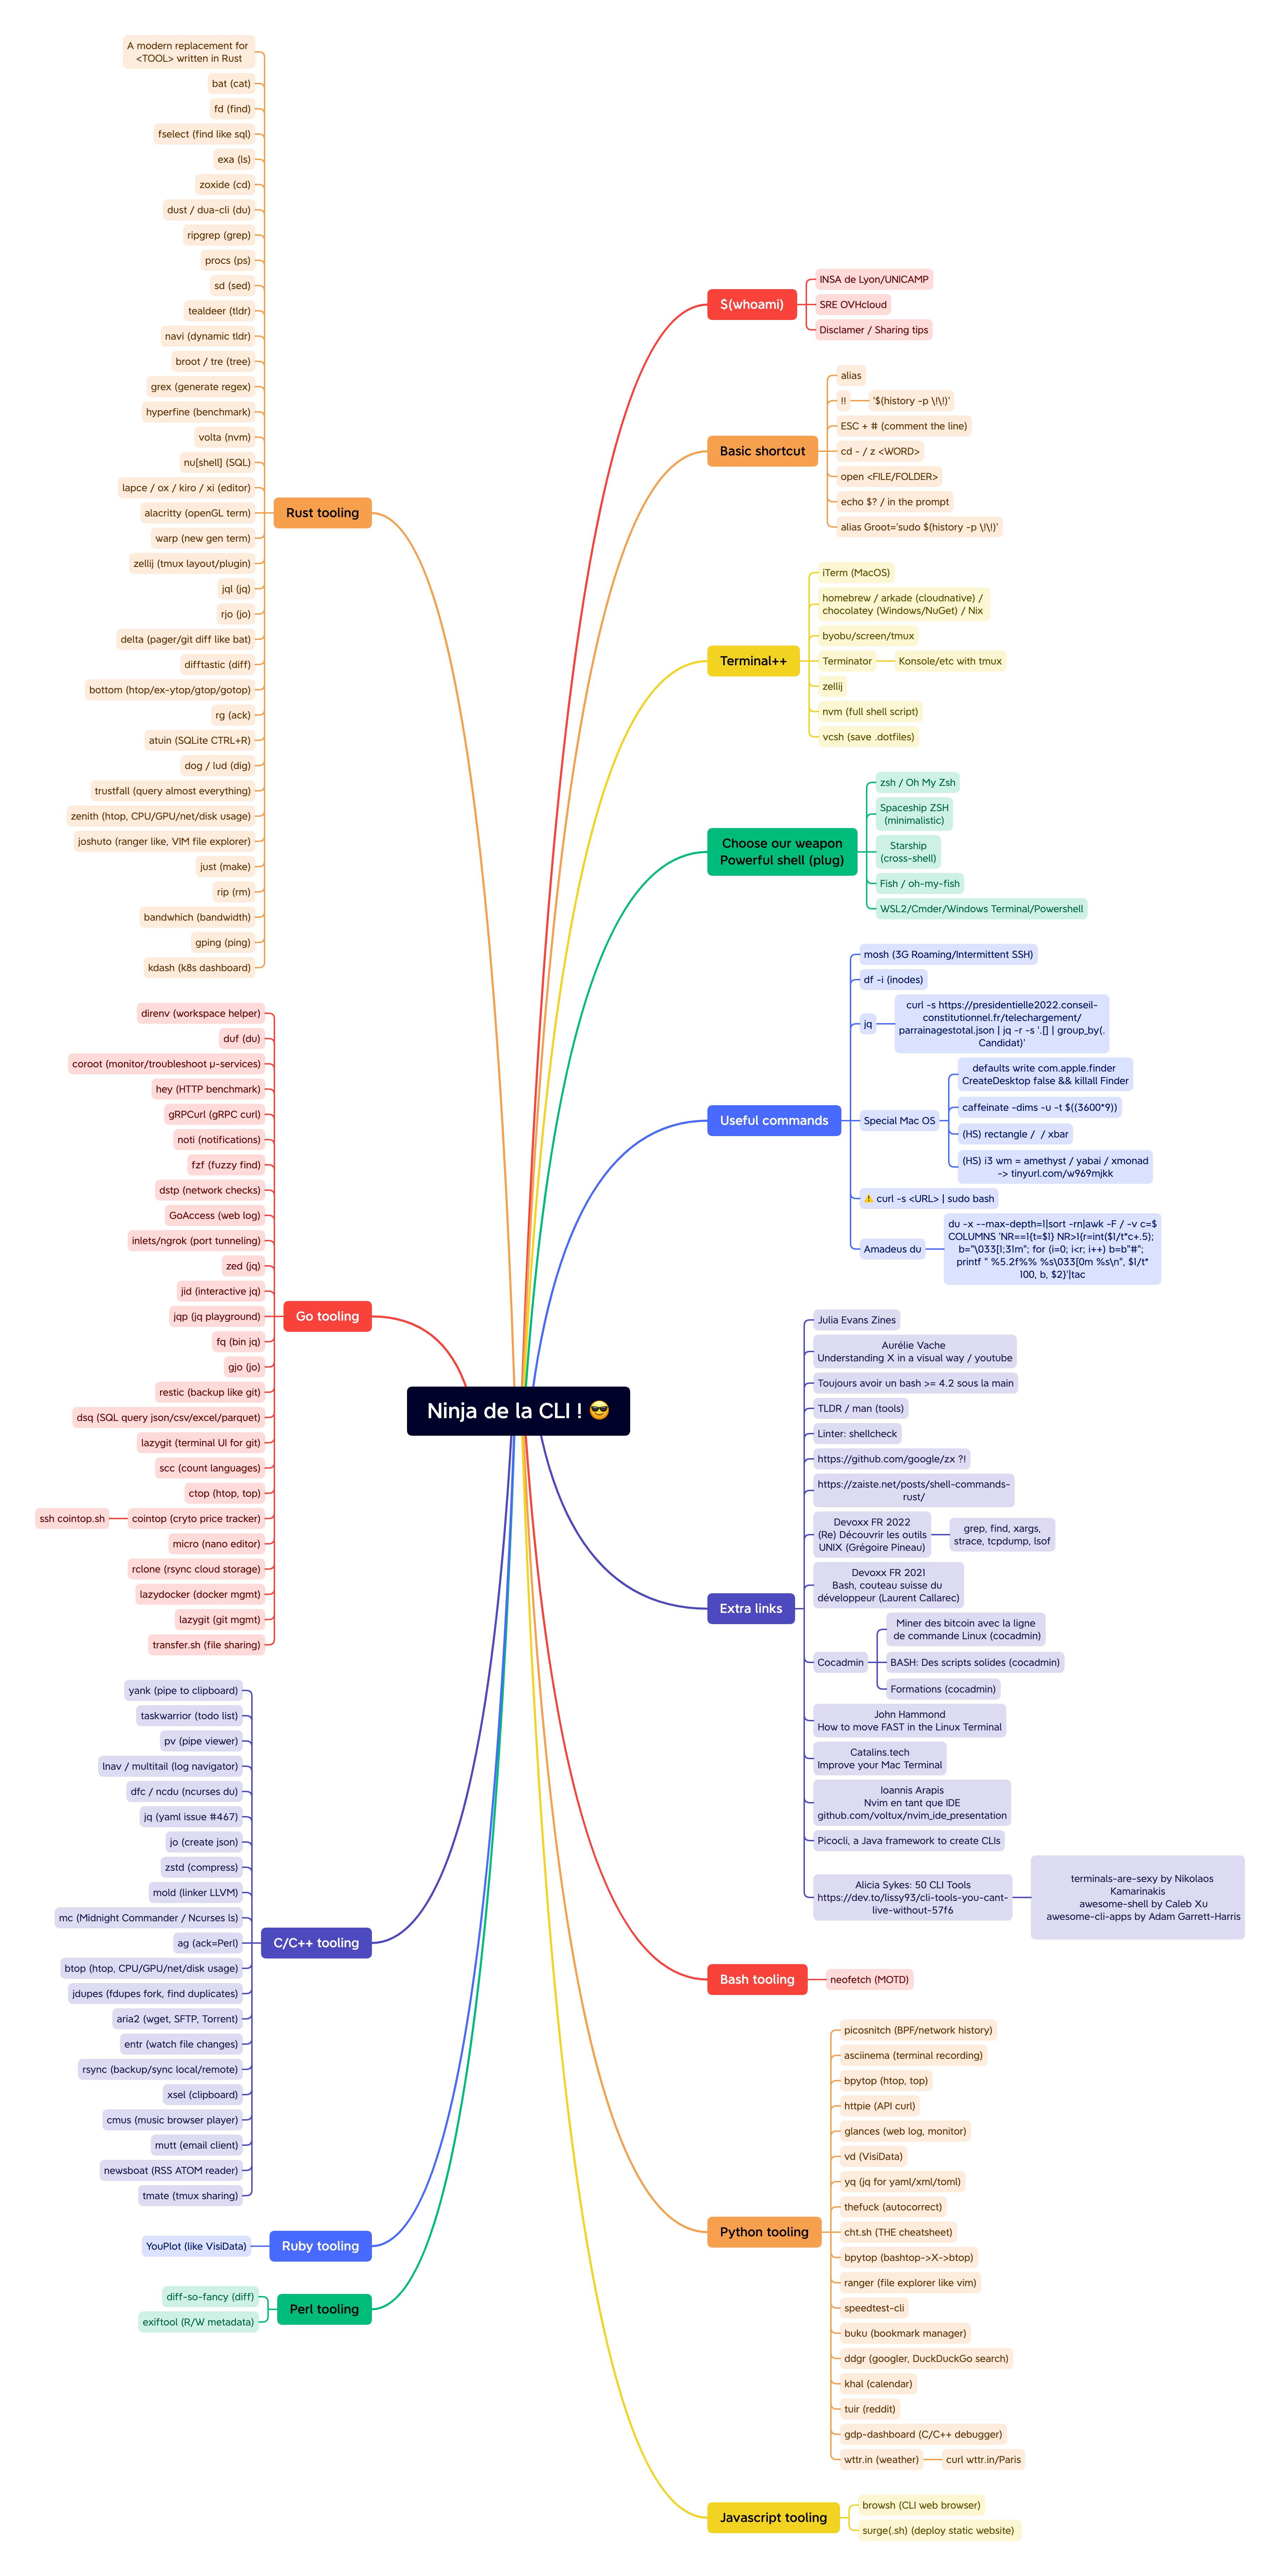 Ninja de la CLI ! 😎
$(whoami)
INSA de Lyon/UNICAMP
SRE OVHcloud
Disclamer / Sharing tips
Basic shortcut
alias
!!
'$(history -p \!\!)'
ESC + # (comment the line)
cd - / z <WORD>
open <FILE/FOLDER>
echo $? / in the prompt
alias Groot='sudo $(history -p \!\!)'
Terminal++
iTerm (MacOS)
homebrew / arkade (cloudnative) /
chocolatey (Windows/NuGet) / Nix
byobu/screen/tmux
Terminator
Konsole/etc with tmux
zellij
nvm (full shell script)
vcsh (save .dotfiles)
Choose our weapon
Powerful shell (plug)
zsh / Oh My Zsh
Spaceship ZSH
(minimalistic)
Starship
(cross-shell)
Fish / oh-my-fish
WSL2/Cmder/Windows Terminal/Powershell
Useful commands
mosh (3G Roaming/Intermittent SSH)
df -i (inodes)
jq
curl -s https://presidentielle2022.conseil-
constitutionnel.fr/telechargement/
parrainagestotal.json | jq -r -s '.[] | group_by(.
Candidat)'
Special Mac OS
defaults write com.apple.finder
CreateDesktop false && killall Finder
caffeinate -dims -u -t $((3600*9))
(HS) rectangle /  / xbar
(HS) i3 wm = amethyst / yabai / xmonad
-> tinyurl.com/w969mjkk
⚠️ curl -s <URL> | sudo bash
Amadeus du
du -x --max-depth=1|sort -rn|awk -F / -v c=$
COLUMNS 'NR==1{t=$1} NR>1{r=int($1/t*c+.5);
b="\033[1;31m"; for (i=0; i<r; i++) b=b"#";
printf " %5.2f%% %s\033[0m %s\n", $1/t*
100, b, $2}'|tac
Extra links
Julia Evans Zines
Aurélie Vache
Understanding X in a visual way / youtube
Toujours avoir un bash >= 4.2 sous la main
TLDR / man (tools)
Linter: shellcheck
https://github.com/google/zx ?!
https://zaiste.net/posts/shell-commands-
rust/
Devoxx FR 2022
(Re) Découvrir les outils
UNIX (Grégoire Pineau)
grep, find, xargs,
strace, tcpdump, lsof
Devoxx FR 2021
Bash, couteau suisse du
développeur (Laurent Callarec)
Cocadmin
Miner des bitcoin avec la ligne
de commande Linux (cocadmin)
BASH: Des scripts solides (cocadmin)
Formations (cocadmin)
John Hammond
How to move FAST in the Linux Terminal
Catalins.tech
Improve your Mac Terminal
Ioannis Arapis
Nvim en tant que IDE
github.com/voltux/nvim_ide_presentation
Picocli, a Java framework to create CLIs
Alicia Sykes: 50 CLI Tools
https://dev.to/lissy93/cli-tools-you-cant-
live-without-57f6
terminals-are-sexy by Nikolaos
Kamarinakis
awesome-shell by Caleb Xu
awesome-cli-apps by Adam Garrett-Harris
Bash tooling
neofetch (MOTD)
Python tooling
picosnitch (BPF/network history)
asciinema (terminal recording)
bpytop (htop, top)
httpie (API curl)
glances (web log, monitor)
vd (VisiData)
yq (jq for yaml/xml/toml)
thefuck (autocorrect)
cht.sh (THE cheatsheet)
bpytop (bashtop->X->btop)
ranger (file explorer like vim)
speedtest-cli
buku (bookmark manager)
ddgr (googler, DuckDuckGo search)
khal (calendar)
tuir (reddit)
gdp-dashboard (C/C++ debugger)
wttr.in (weather)
curl wttr.in/Paris
Javascript tooling
browsh (CLI web browser)
surge(.sh) (deploy static website)
Rust tooling
A modern replacement for
<TOOL> written in Rust
bat (cat)
fd (find)
fselect (find like sql)
exa (ls)
zoxide (cd)
dust / dua-cli (du)
ripgrep (grep)
procs (ps)
sd (sed)
tealdeer (tldr)
navi (dynamic tldr)
broot / tre (tree)
grex (generate regex)
hyperfine (benchmark)
volta (nvm)
nu[shell] (SQL)
lapce / ox / kiro / xi (editor)
alacritty (openGL term)
warp (new gen term)
zellij (tmux layout/plugin)
jql (jq)
rjo (jo)
delta (pager/git diff like bat)
difftastic (diff)
bottom (htop/ex-ytop/gtop/gotop)
rg (ack)
atuin (SQLite CTRL+R)
dog / lud (dig)
trustfall (query almost everything)
zenith (htop, CPU/GPU/net/disk usage)
joshuto (ranger like, VIM file explorer)
just (make)
rip (rm)
bandwhich (bandwidth)
gping (ping)
kdash (k8s dashboard)
Go tooling
direnv (workspace helper)
duf (du)
coroot (monitor/troubleshoot µ-services)
hey (HTTP benchmark)
gRPCurl (gRPC curl)
noti (notifications)
fzf (fuzzy find)
dstp (network checks)
GoAccess (web log)
inlets/ngrok (port tunneling)
zed (jq)
jid (interactive jq)
jqp (jq playground)
fq (bin jq)
gjo (jo)
restic (backup like git)
dsq (SQL query json/csv/excel/parquet)
lazygit (terminal UI for git)
scc (count languages)
ctop (htop, top)
cointop (cryto price tracker)
ssh cointop.sh
micro (nano editor)
rclone (rsync cloud storage)
lazydocker (docker mgmt)
lazygit (git mgmt)
transfer.sh (file sharing)
C/C++ tooling
yank (pipe to clipboard)
taskwarrior (todo list)
pv (pipe viewer)
lnav / multitail (log navigator)
dfc / ncdu (ncurses du)
jq (yaml issue #467)
jo (create json)
zstd (compress)
mold (linker LLVM)
mc (Midnight Commander / Ncurses ls)
ag (ack=Perl)
btop (htop, CPU/GPU/net/disk usage)
jdupes (fdupes fork, find duplicates)
aria2 (wget, SFTP, Torrent)
entr (watch file changes)
rsync (backup/sync local/remote)
xsel (clipboard)
cmus (music browser player)
mutt (email client)
newsboat (RSS ATOM reader)
tmate (tmux sharing)
Ruby tooling
YouPlot (like VisiData)
Perl tooling
diff-so-fancy (diff)
exiftool (R/W metadata)